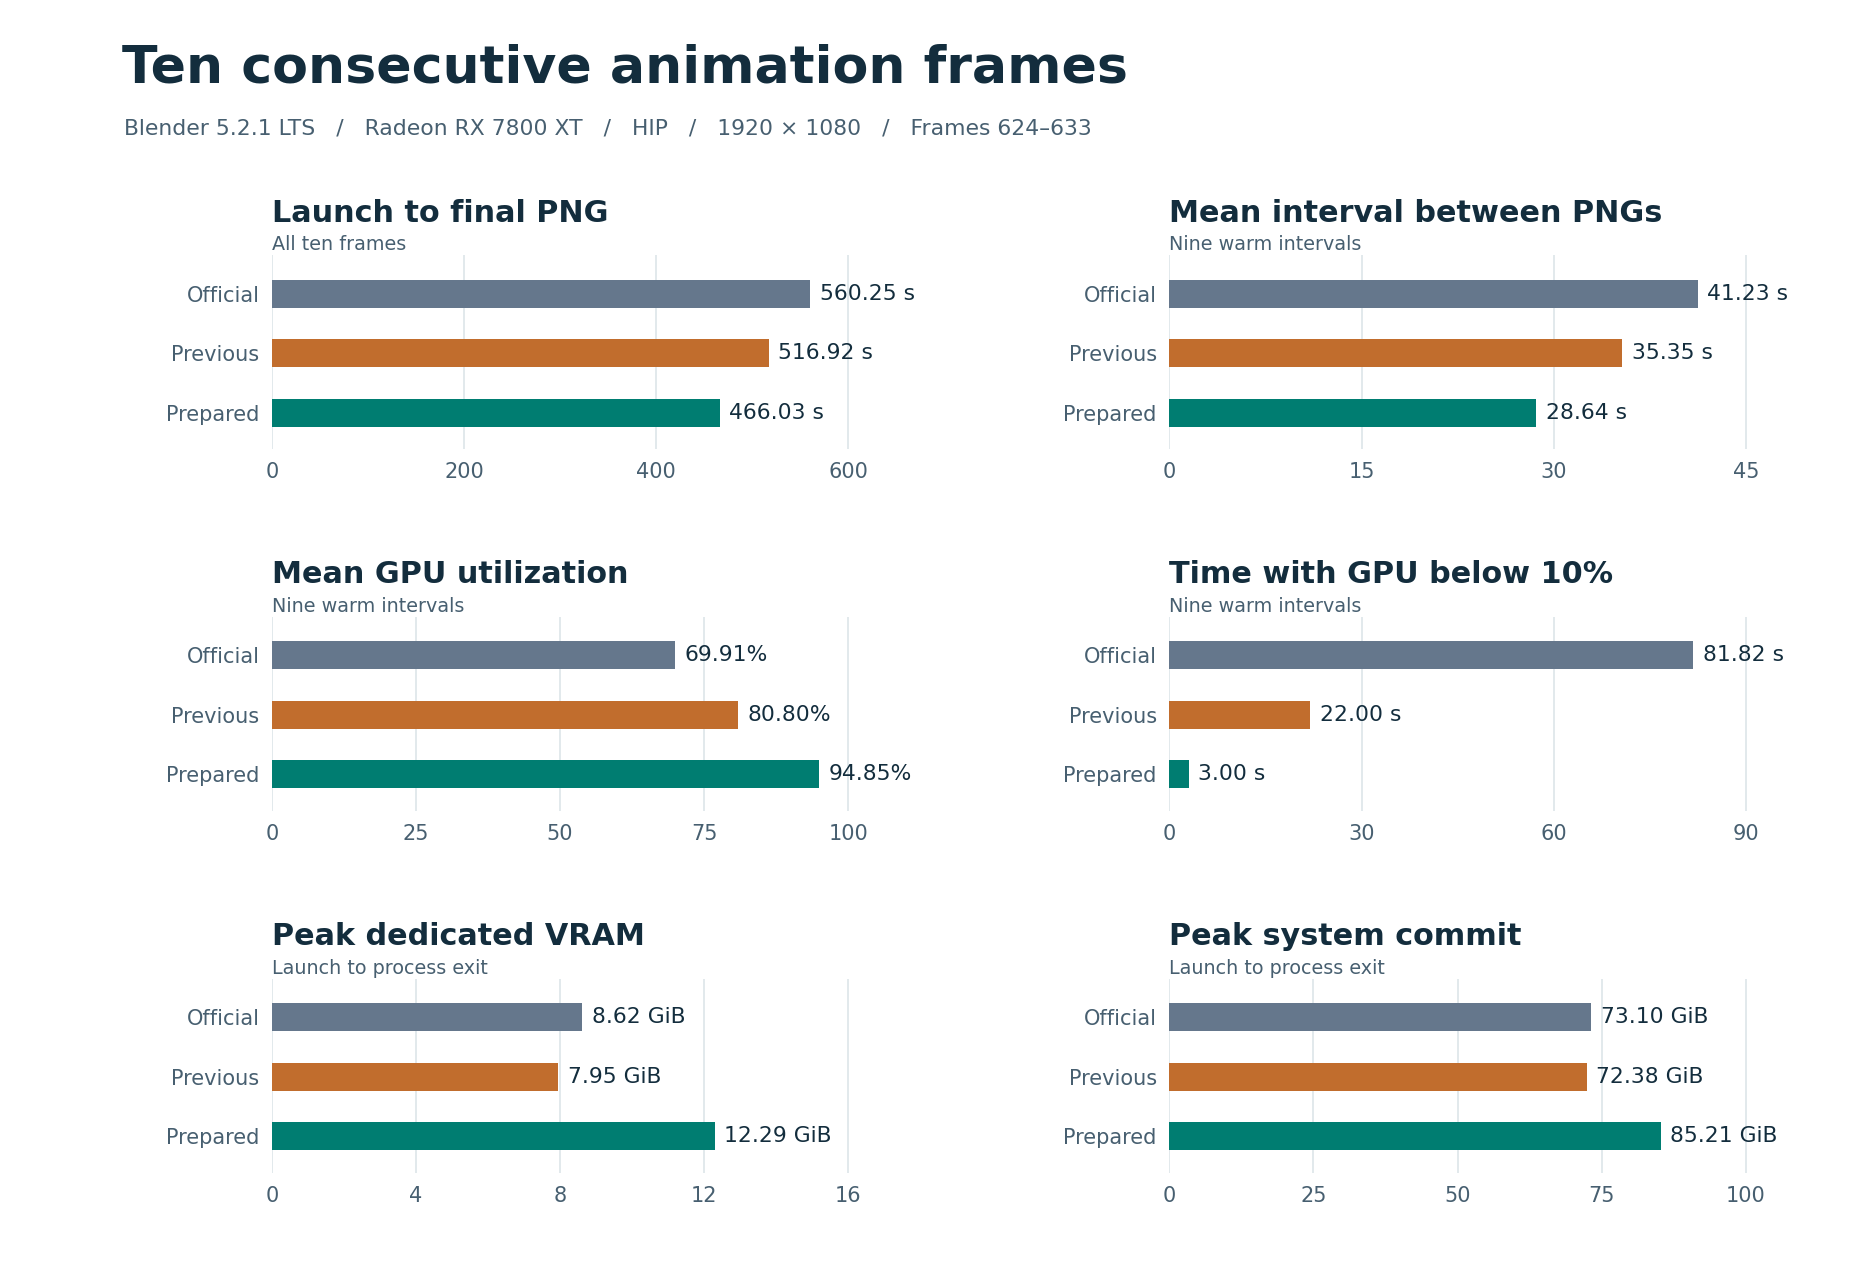 Ten consecutive animation frames
Blender 5.2.1 LTS / Radeon RX 7800 XT / HIP / 1920 × 1080 / Frames 624–633
Launch to final PNG
All ten frames
Official 560.25 s
Previous 516.92 s
Prepared 466.03 s
0 200 400 600
Mean interval between PNGs
Nine warm intervals
Official 41.23 s
Previous 35.35 s
Prepared 28.64 s
0 15 30 45
Mean GPU utilization
Nine warm intervals
Official 69.91%
Previous 80.80%
Prepared 94.85%
0 25 50 75 100
Time with GPU below 10%
Nine warm intervals
Official 81.82 s
Previous 22.00 s
Prepared 3.00 s
0 30 60 90
Peak dedicated VRAM
Launch to process exit
Official 8.62 GiB
Previous 7.95 GiB
Prepared 12.29 GiB
0 4 8 12 16
Peak system commit
Launch to process exit
Official 73.10 GiB
Previous 72.38 GiB
Prepared 85.21 GiB
0 25 50 75 100